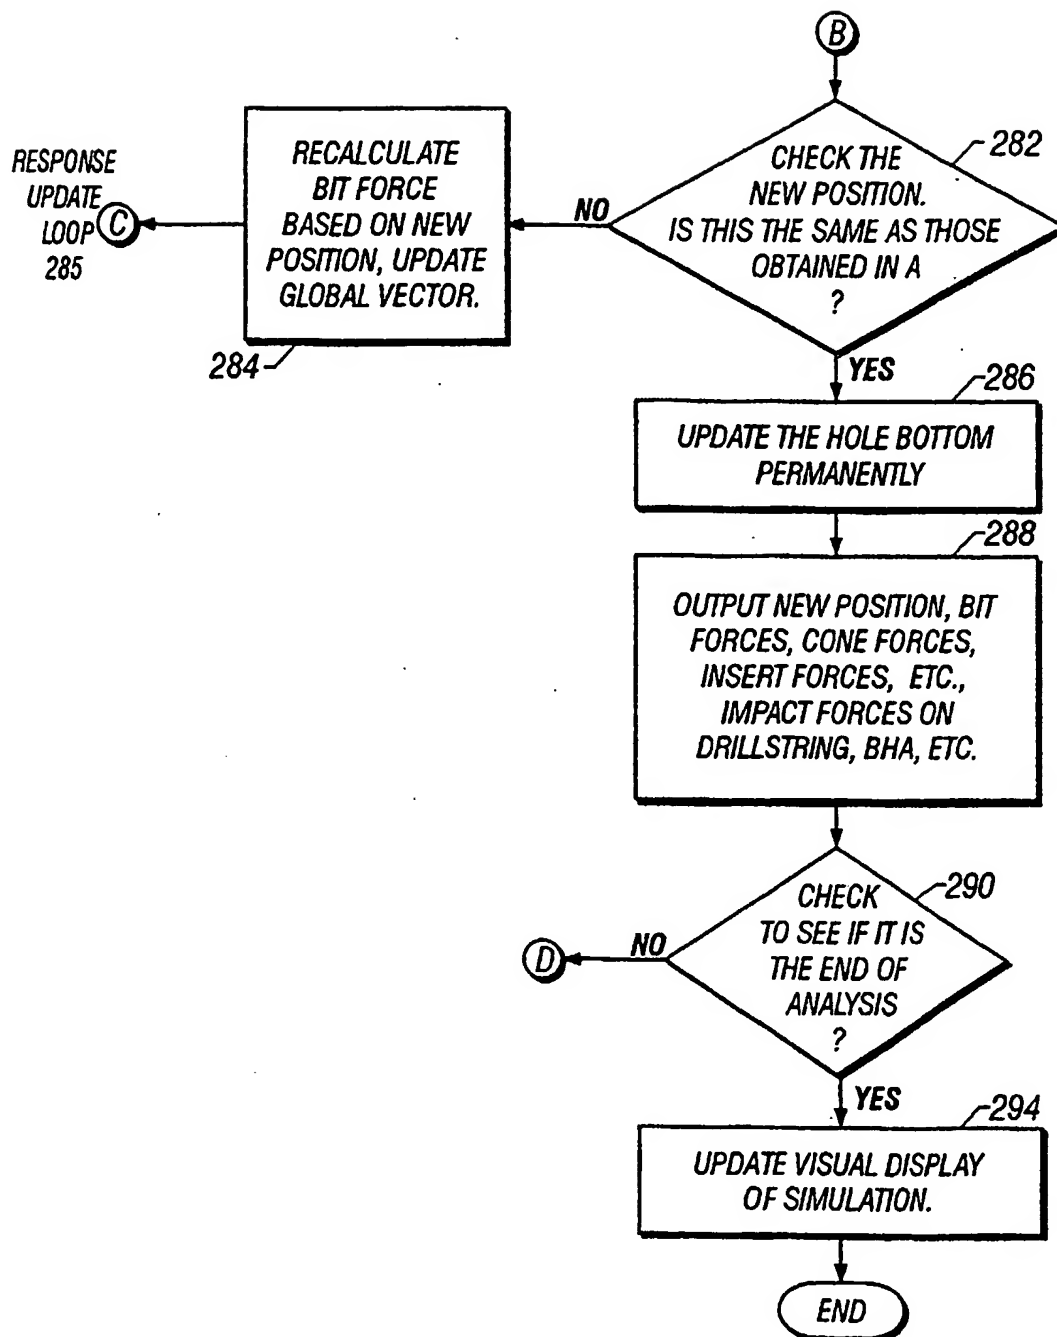 B
CHECK THE
NEW POSITION.
IS THIS THE SAME AS THOSE
OBTAINED IN A
?
282
NO
RECALCULATE
BIT FORCE
BASED ON NEW
POSITION, UPDATE
GLOBAL VECTOR.
284
RESPONSE
UPDATE
LOOP
285
C
YES
286
UPDATE THE HOLE BOTTOM
PERMANENTLY
288
OUTPUT NEW POSITION, BIT
FORCES, CONE FORCES,
INSERT FORCES, ETC.,
IMPACT FORCES ON
DRILLSTRING, BHA, ETC.
290
CHECK
TO SEE IF IT IS
THE END OF
ANALYSIS
?
NO
D
YES
294
UPDATE VISUAL DISPLAY
OF SIMULATION.
END